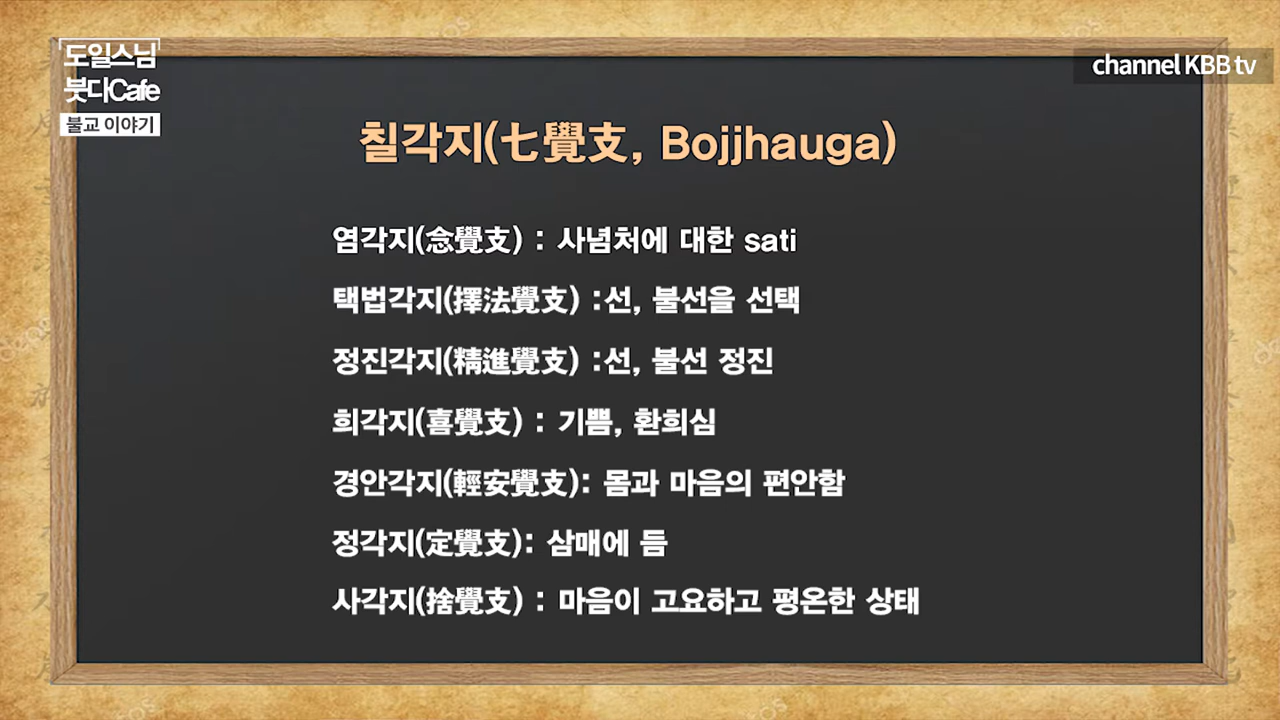 도일스님
붓다Cafe
불교 이야기
channel KBB tv
칠각지(七覺支, Bojjhauga)
염각지(念覺支) : 사념처에 대한 sati
택법각지(擇法覺支) :선, 불선을 선택
정진각지(精進覺支) :선, 불선 정진
희각지(喜覺支) : 기쁨, 환희심
경안각지(輕安覺支): 몸과 마음의 편안함
정각지(定覺支): 삼매에 듬
사각지(捨覺支) : 마음이 고요하고 평온한 상태